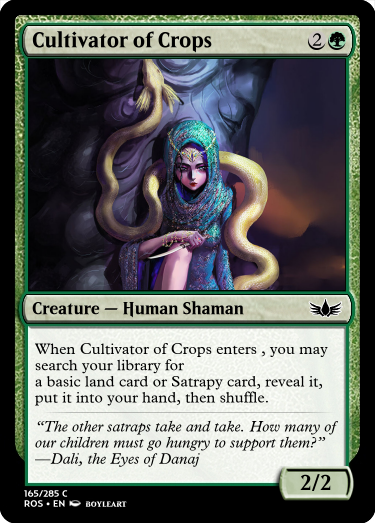 Cultivator of Crops 2
Creature — Human Shaman
When Cultivator of Crops enters , you may
search your library for
a basic land card or Satrapy card, reveal it,
put it into your hand, then shuffle.
“The other satraps take and take. How many of
our children must go hungry to support them?”
—Dali, the Eyes of Danaj
2/2
165/285 C
ROS • EN BOYLEART